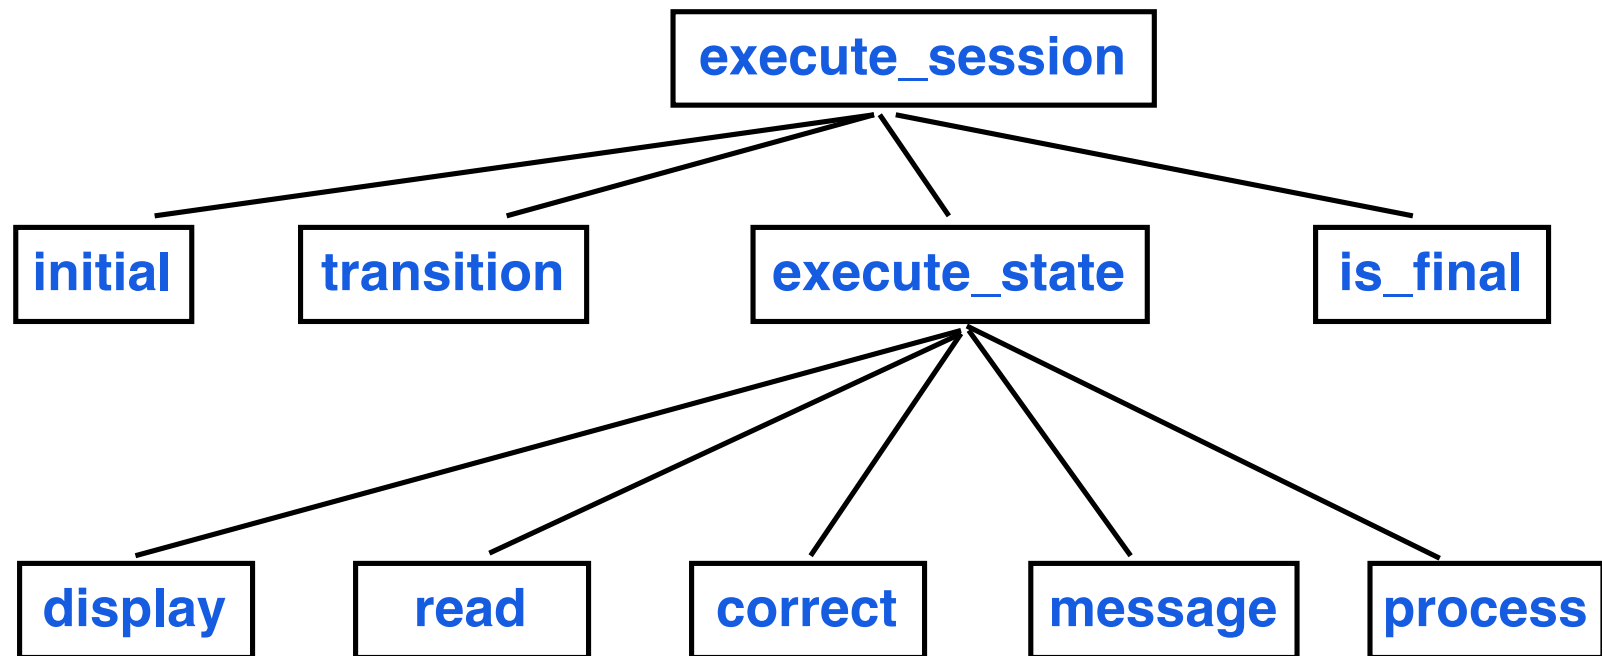 execute_session
initial
transition
execute_state
is_final
display
read
correct
message
process